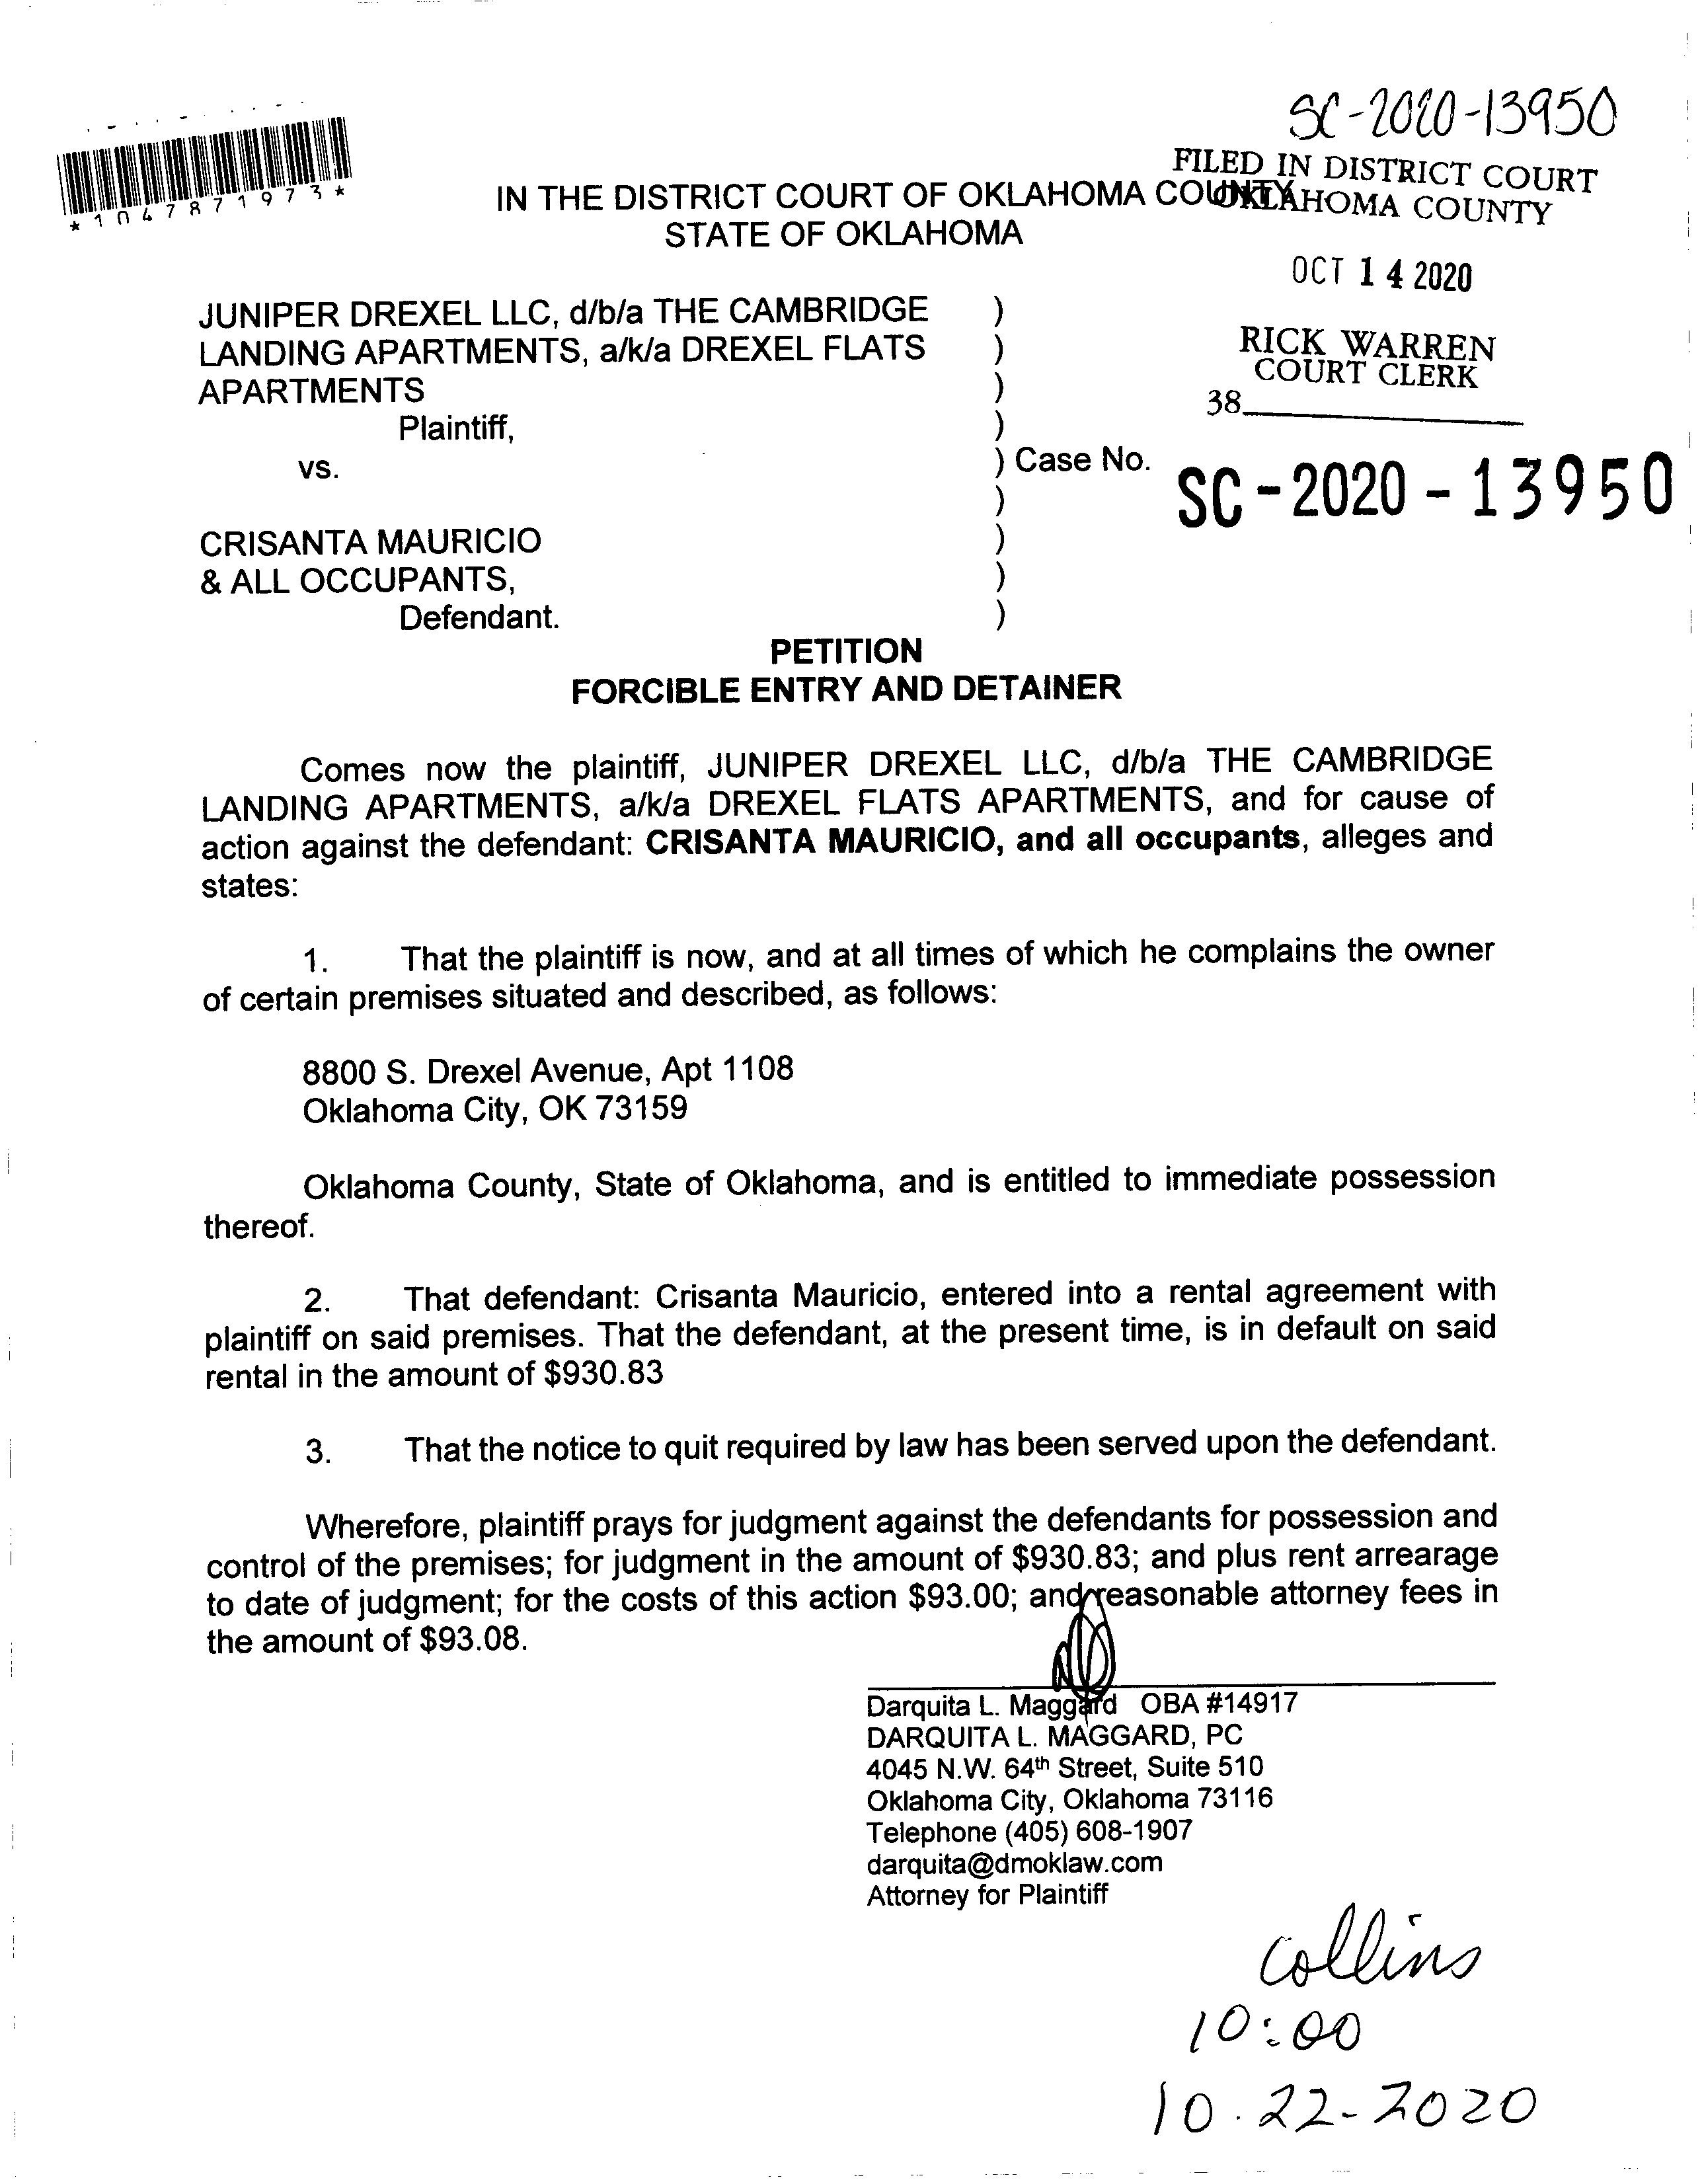 SC-2020-13950
*1047871973*
FILED IN DISTRICT COURT
OKLAHOMA COUNTY
IN THE DISTRICT COURT OF OKLAHOMA COUNTY
STATE OF OKLAHOMA
OCT 14 2020
RICK WARREN
COURT CLERK
38
JUNIPER DREXEL LLC, d/b/a THE CAMBRIDGE )
LANDING APARTMENTS, a/k/a DREXEL FLATS )
APARTMENTS )
Plaintiff, )
vs. ) Case No. SC-2020-13950
)
CRISANTA MAURICIO )
& ALL OCCUPANTS, )
Defendant. )
PETITION
FORCIBLE ENTRY AND DETAINER
Comes now the plaintiff, JUNIPER DREXEL LLC, d/b/a THE CAMBRIDGE
LANDING APARTMENTS, a/k/a DREXEL FLATS APARTMENTS, and for cause of
action against the defendant: CRISANTA MAURICIO, and all occupants, alleges and
states:
1. That the plaintiff is now, and at all times of which he complains the owner
of certain premises situated and described, as follows:
8800 S. Drexel Avenue, Apt 1108
Oklahoma City, OK 73159
Oklahoma County, State of Oklahoma, and is entitled to immediate possession
thereof.
2. That defendant: Crisanta Mauricio, entered into a rental agreement with
plaintiff on said premises. That the defendant, at the present time, is in default on said
rental in the amount of $930.83
3. That the notice to quit required by law has been served upon the defendant.
Wherefore, plaintiff prays for judgment against the defendants for possession and
control of the premises; for judgment in the amount of $930.83; and plus rent arrearage
to date of judgment; for the costs of this action $93.00; and reasonable attorney fees in
the amount of $93.08.
Darquita L. Maggard OBA #14917
DARQUITA L. MAGGARD, PC
4045 N.W. 64th Street, Suite 510
Oklahoma City, Oklahoma 73116
Telephone (405) 608-1907
darquita@dmoklaw.com
Attorney for Plaintiff
Collins
10:00
10.22-2020